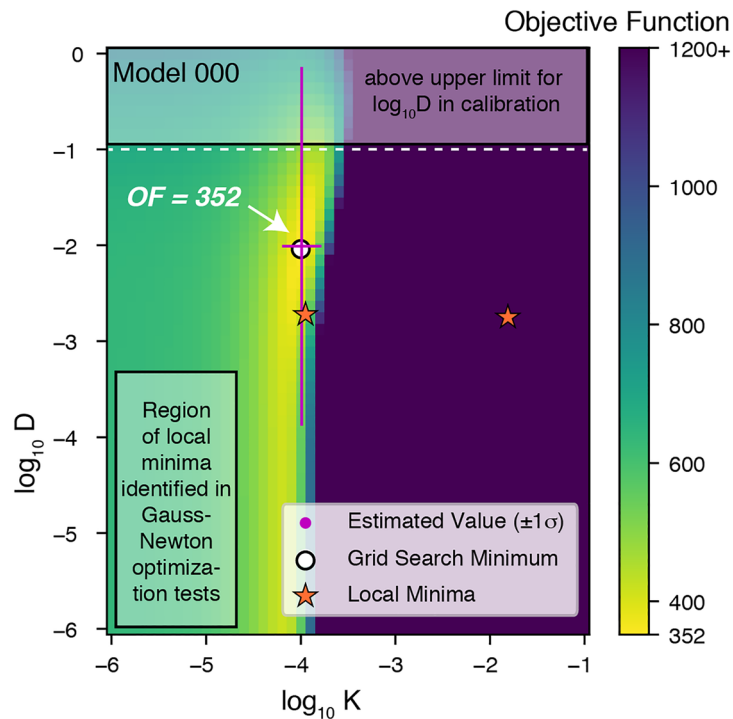 Objective Function
Model 000
above upper limit for
log₁₀D in calibration
OF = 352
Region
of local
minima
identified in
Gauss-
Newton
optimiza-
tion tests
Estimated Value (±1σ)
Grid Search Minimum
Local Minima
0
−1
−2
−3
−4
−5
−6
log₁₀ D
−6
−5
−4
−3
−2
−1
log₁₀ K
1200+
1000
800
600
400
352